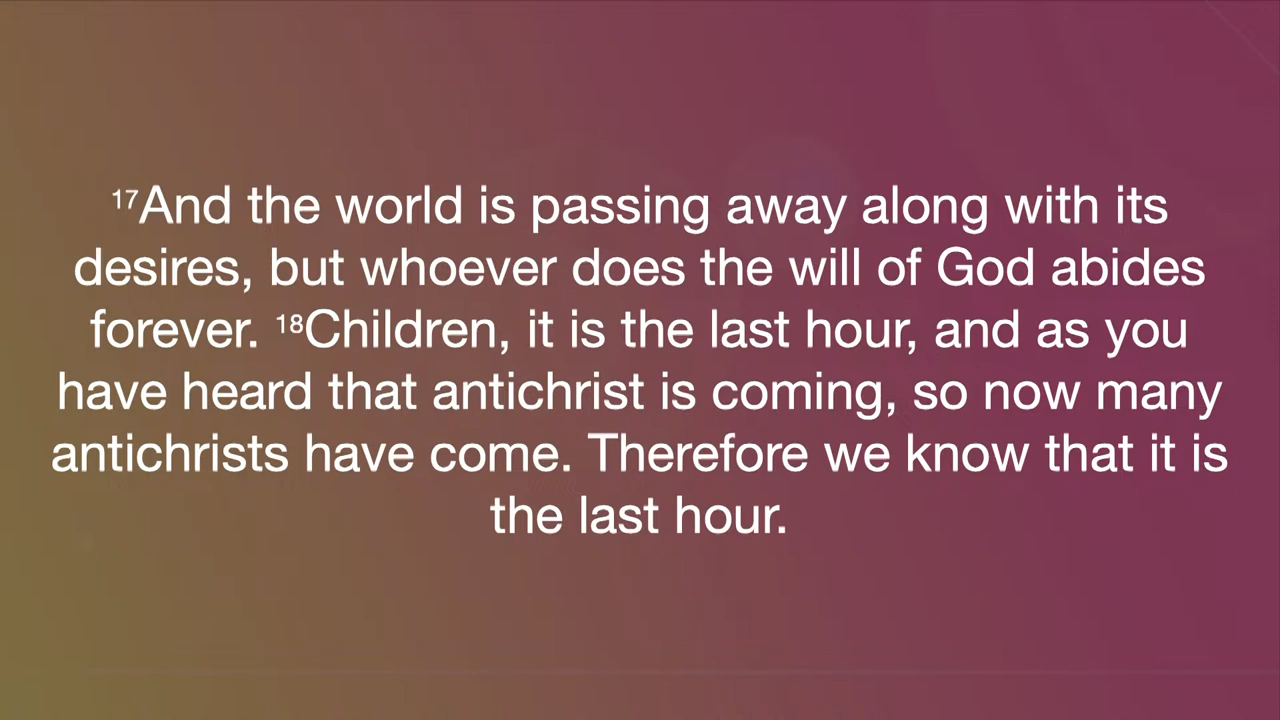 17And the world is passing away along with its
desires, but whoever does the will of God abides
forever. 18Children, it is the last hour, and as you
have heard that antichrist is coming, so now many
antichrists have come. Therefore we know that it is
the last hour.